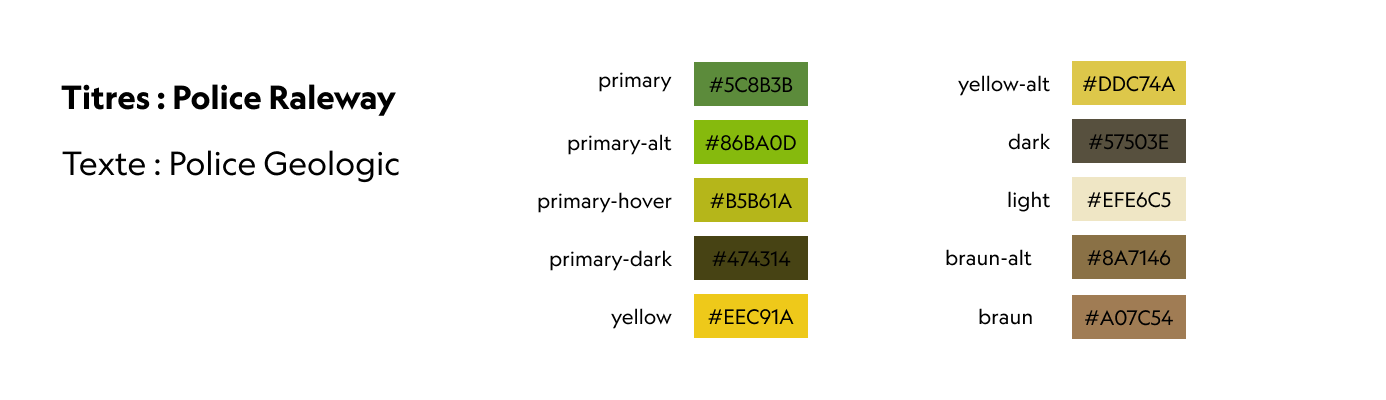 Titres : Police Raleway
Texte : Police Geologic
primary #5C8B3B
primary-alt #86BA0D
primary-hover #B5B61A
primary-dark #474314
yellow #EEC91A
yellow-alt #DDC74A
dark #57503E
light #EFE6C5
braun-alt #8A7146
braun #A07C54